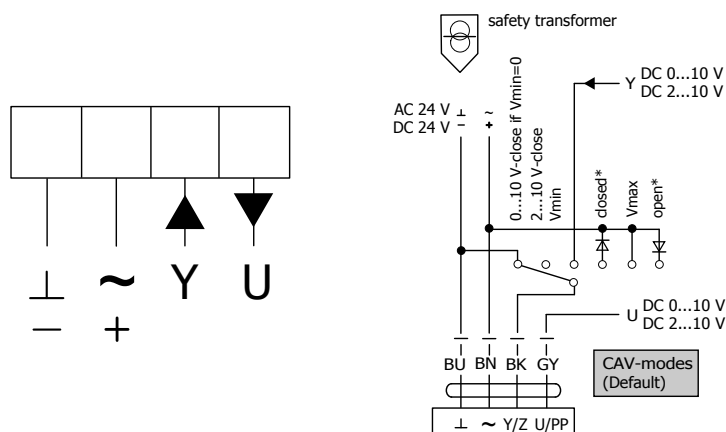 ⊥ ~ Y U
− +
safety transformer
AC 24 V ⊥ ~
DC 24 V − +
0...10 V-close if Vmin=0
2...10 V-close
Vmin
Y DC 0...10 V
DC 2...10 V
closed*
Vmax
open*
U DC 0...10 V
DC 2...10 V
BU BN BK GY
CAV-modes
(Default)
⊥ ~ Y/Z U/PP